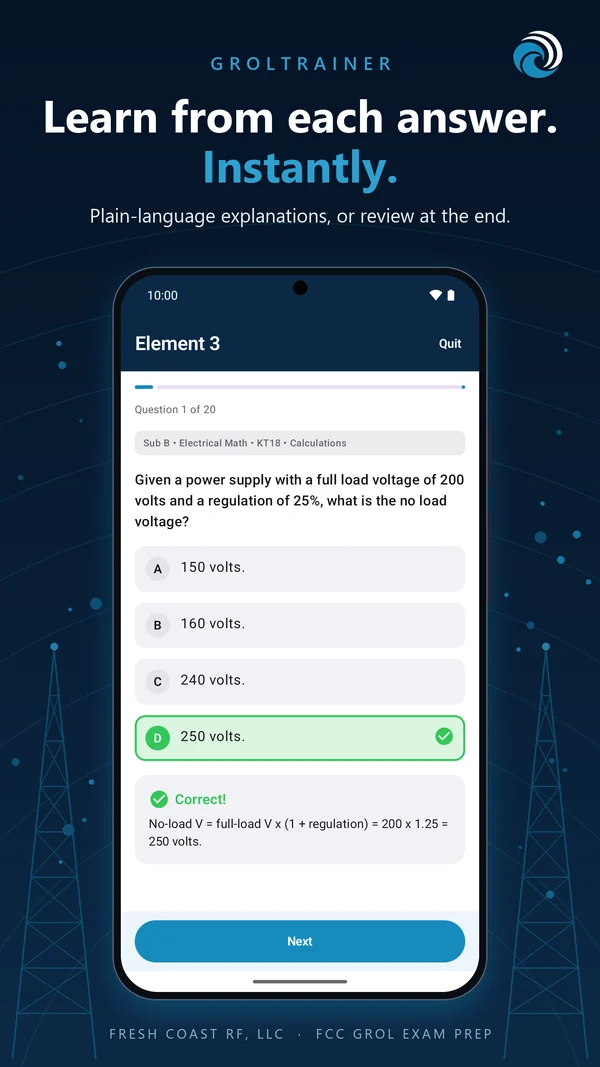 GROLTRAINER
Learn from each answer.
Instantly.
Plain-language explanations, or review at the end.
10:00
Element 3
Quit
Question 1 of 20
Sub B • Electrical Math • KT18 • Calculations
Given a power supply with a full load voltage of 200
volts and a regulation of 25%, what is the no load
voltage?
A 150 volts.
B 160 volts.
C 240 volts.
D 250 volts.
Correct!
No-load V = full-load V x (1 + regulation) = 200 x 1.25 =
250 volts.
Next
FRESH COAST RF, LLC · FCC GROL EXAM PREP